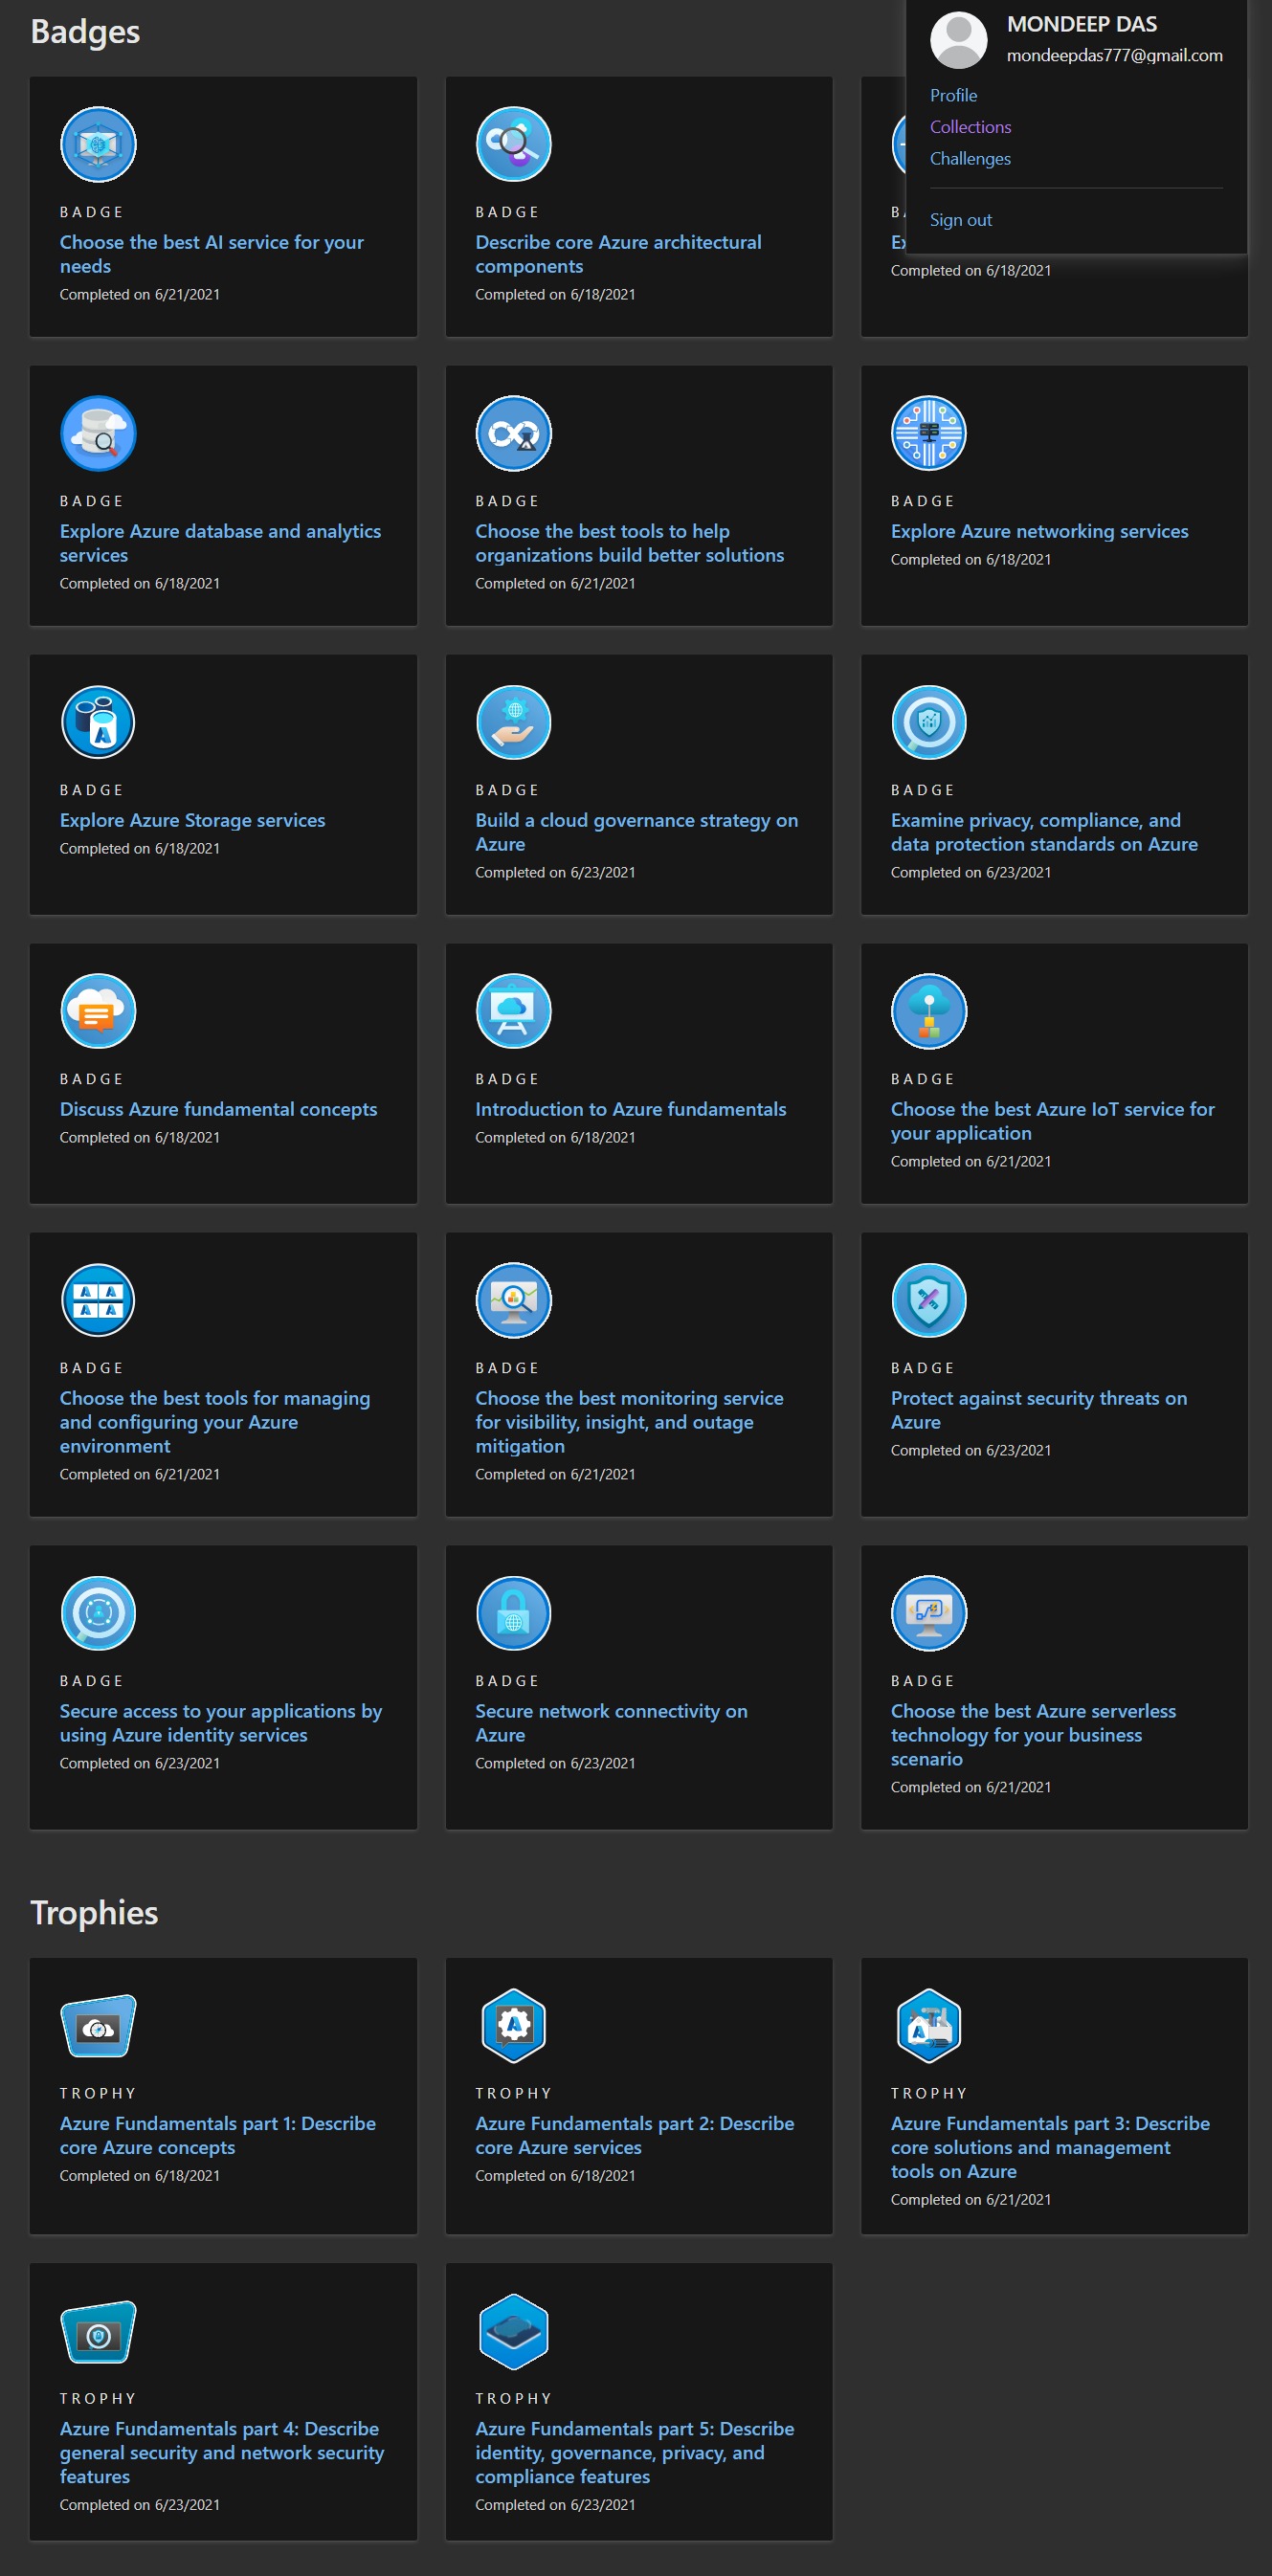 Badges
MONDEEP DAS
mondeepdas777@gmail.com
Profile
Collections
Challenges
Sign out
BADGE
Choose the best AI service for your
needs
Completed on 6/21/2021
BADGE
Describe core Azure architectural
components
Completed on 6/18/2021
Completed on 6/18/2021
BADGE
Explore Azure database and analytics
services
Completed on 6/18/2021
BADGE
Choose the best tools to help
organizations build better solutions
Completed on 6/21/2021
BADGE
Explore Azure networking services
Completed on 6/18/2021
BADGE
Explore Azure Storage services
Completed on 6/18/2021
BADGE
Build a cloud governance strategy on
Azure
Completed on 6/23/2021
BADGE
Examine privacy, compliance, and
data protection standards on Azure
Completed on 6/23/2021
BADGE
Discuss Azure fundamental concepts
Completed on 6/18/2021
BADGE
Introduction to Azure fundamentals
Completed on 6/18/2021
BADGE
Choose the best Azure IoT service for
your application
Completed on 6/21/2021
BADGE
Choose the best tools for managing
and configuring your Azure
environment
Completed on 6/21/2021
BADGE
Choose the best monitoring service
for visibility, insight, and outage
mitigation
Completed on 6/21/2021
BADGE
Protect against security threats on
Azure
Completed on 6/23/2021
BADGE
Secure access to your applications by
using Azure identity services
Completed on 6/23/2021
BADGE
Secure network connectivity on
Azure
Completed on 6/23/2021
BADGE
Choose the best Azure serverless
technology for your business
scenario
Completed on 6/21/2021
Trophies
TROPHY
Azure Fundamentals part 1: Describe
core Azure concepts
Completed on 6/18/2021
TROPHY
Azure Fundamentals part 2: Describe
core Azure services
Completed on 6/18/2021
TROPHY
Azure Fundamentals part 3: Describe
core solutions and management
tools on Azure
Completed on 6/21/2021
TROPHY
Azure Fundamentals part 4: Describe
general security and network security
features
Completed on 6/23/2021
TROPHY
Azure Fundamentals part 5: Describe
identity, governance, privacy, and
compliance features
Completed on 6/23/2021